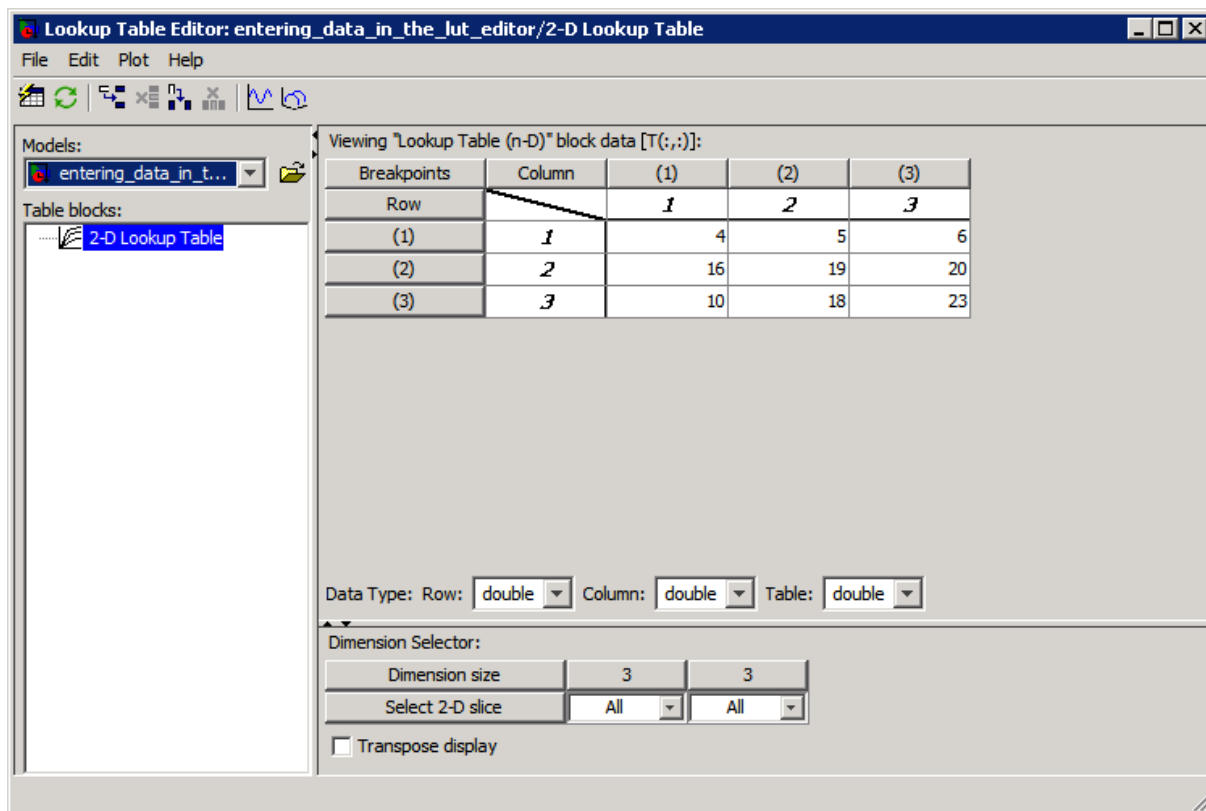 Lookup Table Editor: entering_data_in_the_lut_editor/2-D Lookup Table
File Edit Plot Help
Models:
entering_data_in_t...
Table blocks:
2-D Lookup Table
Viewing "Lookup Table (n-D)" block data [T(:,:)]:
Breakpoints Column (1) (2) (3)
Row 1 2 3
(1) 1 4 5 6
(2) 2 16 19 20
(3) 3 10 18 23
Data Type: Row: double Column: double Table: double
Dimension Selector:
Dimension size 3 3
Select 2-D slice All All
Transpose display